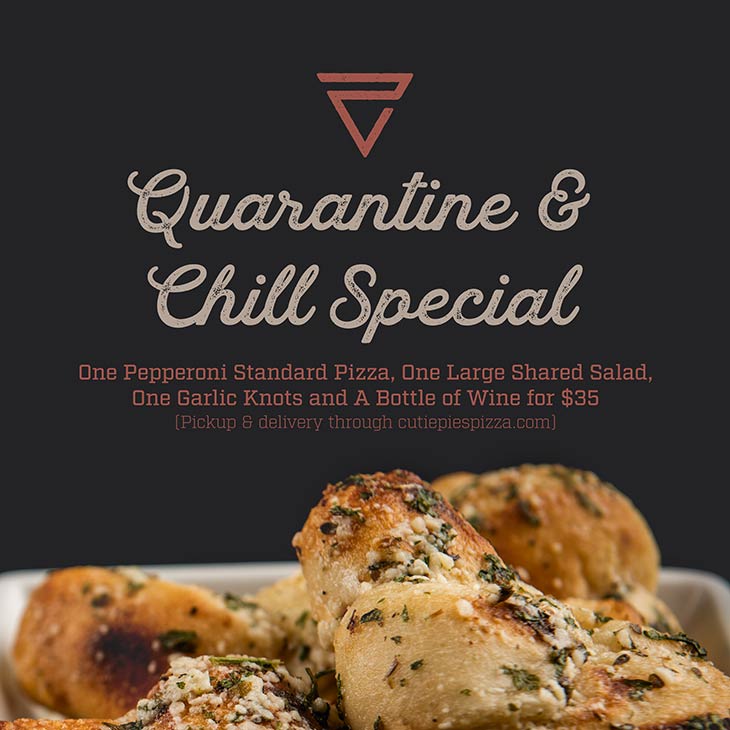 Quarantine &
Chill Special
One Pepperoni Standard Pizza, One Large Shared Salad,
One Garlic Knots and A Bottle of Wine for $35
(Pickup & delivery through cutiepiespizza.com)